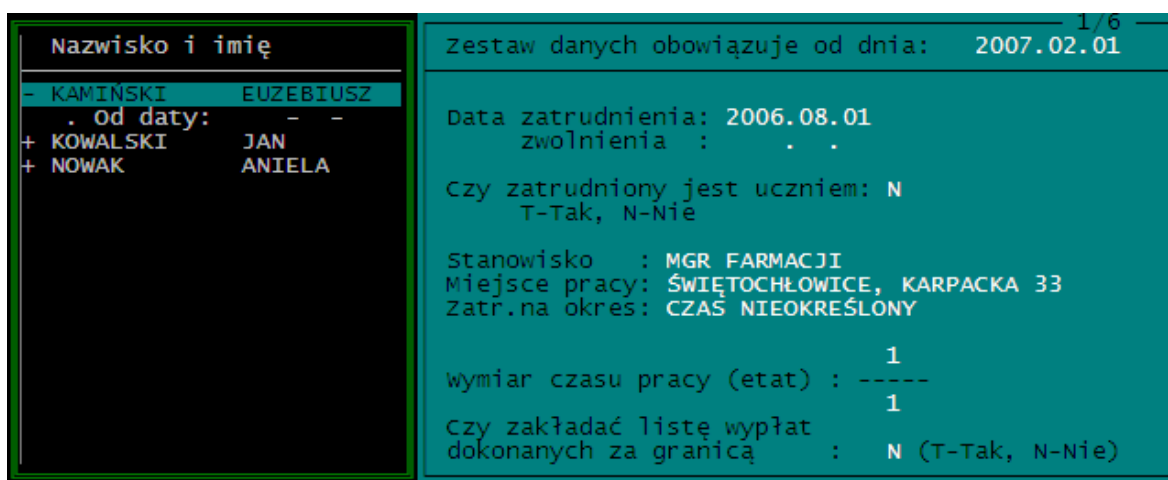 Nazwisko i imię
- KAMIŃSKI EUZEBIUSZ
. Od daty: - -
+ KOWALSKI JAN
+ NOWAK ANIELA
1/6
Zestaw danych obowiązuje od dnia: 2007.02.01
Data zatrudnienia: 2006.08.01
zwolnienia : . .
Czy zatrudniony jest uczniem: N
T-Tak, N-Nie
Stanowisko : MGR FARMACJI
Miejsce pracy: ŚWIĘTOCHŁOWICE, KARPACKA 33
Zatr.na okres: CZAS NIEOKREŚLONY
1
Wymiar czasu pracy (etat) : -----
1
Czy zakładać listę wypłat
dokonanych za granicą : N (T-Tak, N-Nie)